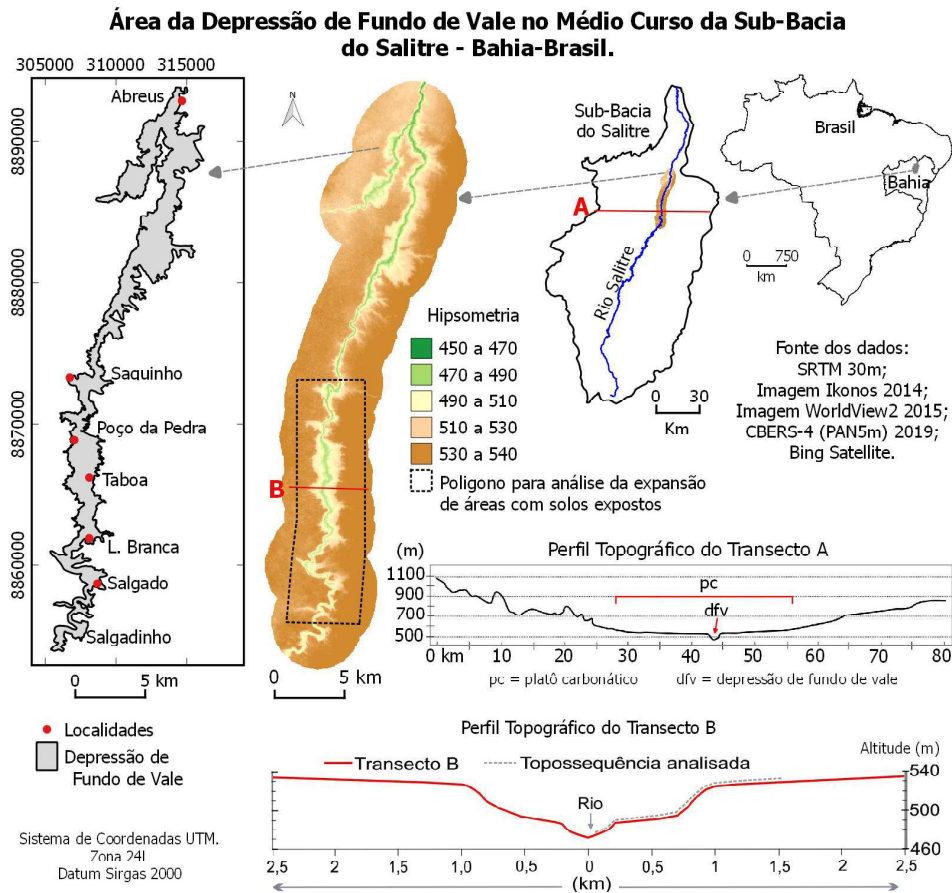 Área da Depressão de Fundo de Vale no Médio Curso da Sub-Bacia
do Salitre - Bahia-Brasil.
305000 310000 315000
8890000
8880000
8870000
8860000
Abreus
Saquinho
Poço da Pedra
Taboa
L. Branca
Salgado
Salgadinho
0 5 km
Localidades
Depressão de
Fundo de Vale
Sistema de Coordenadas UTM.
Zona 24L
Datum Sirgas 2000
N
B
0 5 km
Hipsometria
450 a 470
470 a 490
490 a 510
510 a 530
530 a 540
Poligono para análise da expansão
de áreas com solos expostos
Sub-Bacia
do Salitre
A
Rio Salitre
0 30
Km
Brasil
Bahia
0 750
km
Fonte dos dados:
SRTM 30m;
Imagem Ikonos 2014;
Imagem WorldView2 2015;
CBERS-4 (PAN5m) 2019;
Bing Satellite.
Perfil Topográfico do Transecto A
(m)
1100
900
700
500
pc
dfv
0 km 10 20 30 40 50 60 70 80
pc = platô carbonático dfv = depressão de fundo de vale
Perfil Topográfico do Transecto B
Altitude (m)
Transecto B Topossequência analisada
Rio
540
500
460
2,5 2,0 1,5 1,0 0,5 0 0,5 1 1,5 2 2,5
(km)